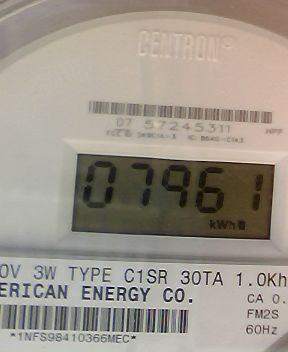 CENTRON®
07 57245311
07961
kWh
0V 3W TYPE C1SR 30TA 1.0Kh
ERICAN ENERGY CO.
CA 0.
FM2S
60Hz
*1NFS98410366MEC*